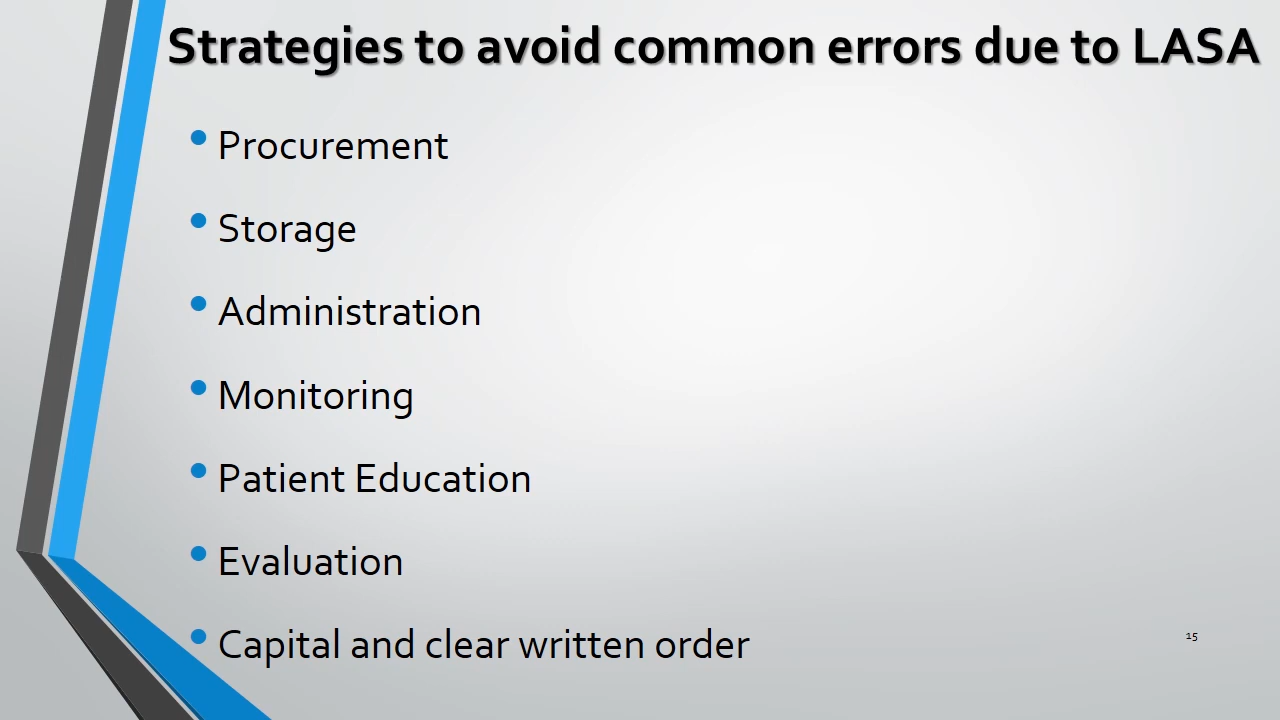 Strategies to avoid common errors due to LASA
• Procurement
• Storage
• Administration
• Monitoring
• Patient Education
• Evaluation
• Capital and clear written order
15